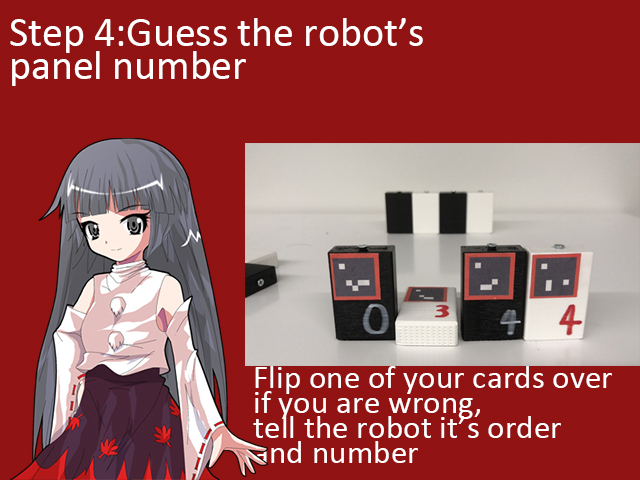 Step 4:Guess the robot’s
panel number
0
3
4
4
Flip one of your cards over
if you are wrong,
tell the robot it’s order
and number